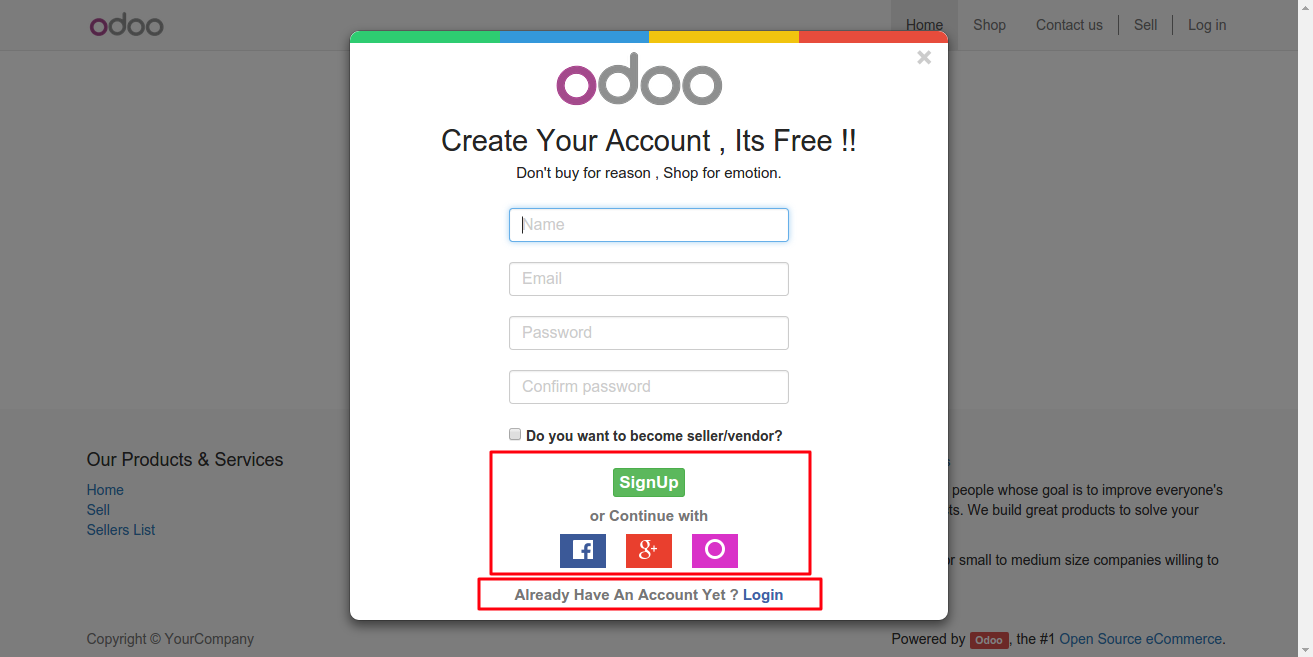 odoo
Home Shop Contact us Sell Log in
odoo
Create Your Account , Its Free !!
Don't buy for reason , Shop for emotion.
Name
Email
Password
Confirm password
Do you want to become seller/vendor?
SignUp
or Continue with
g+
Already Have An Account Yet ? Login
Our Products & Services
Home
Sell
Sellers List
people whose goal is to improve everyone's
We build great products to solve your
small to medium size companies willing to
Copyright © YourCompany
Powered by Odoo, the #1 Open Source eCommerce.